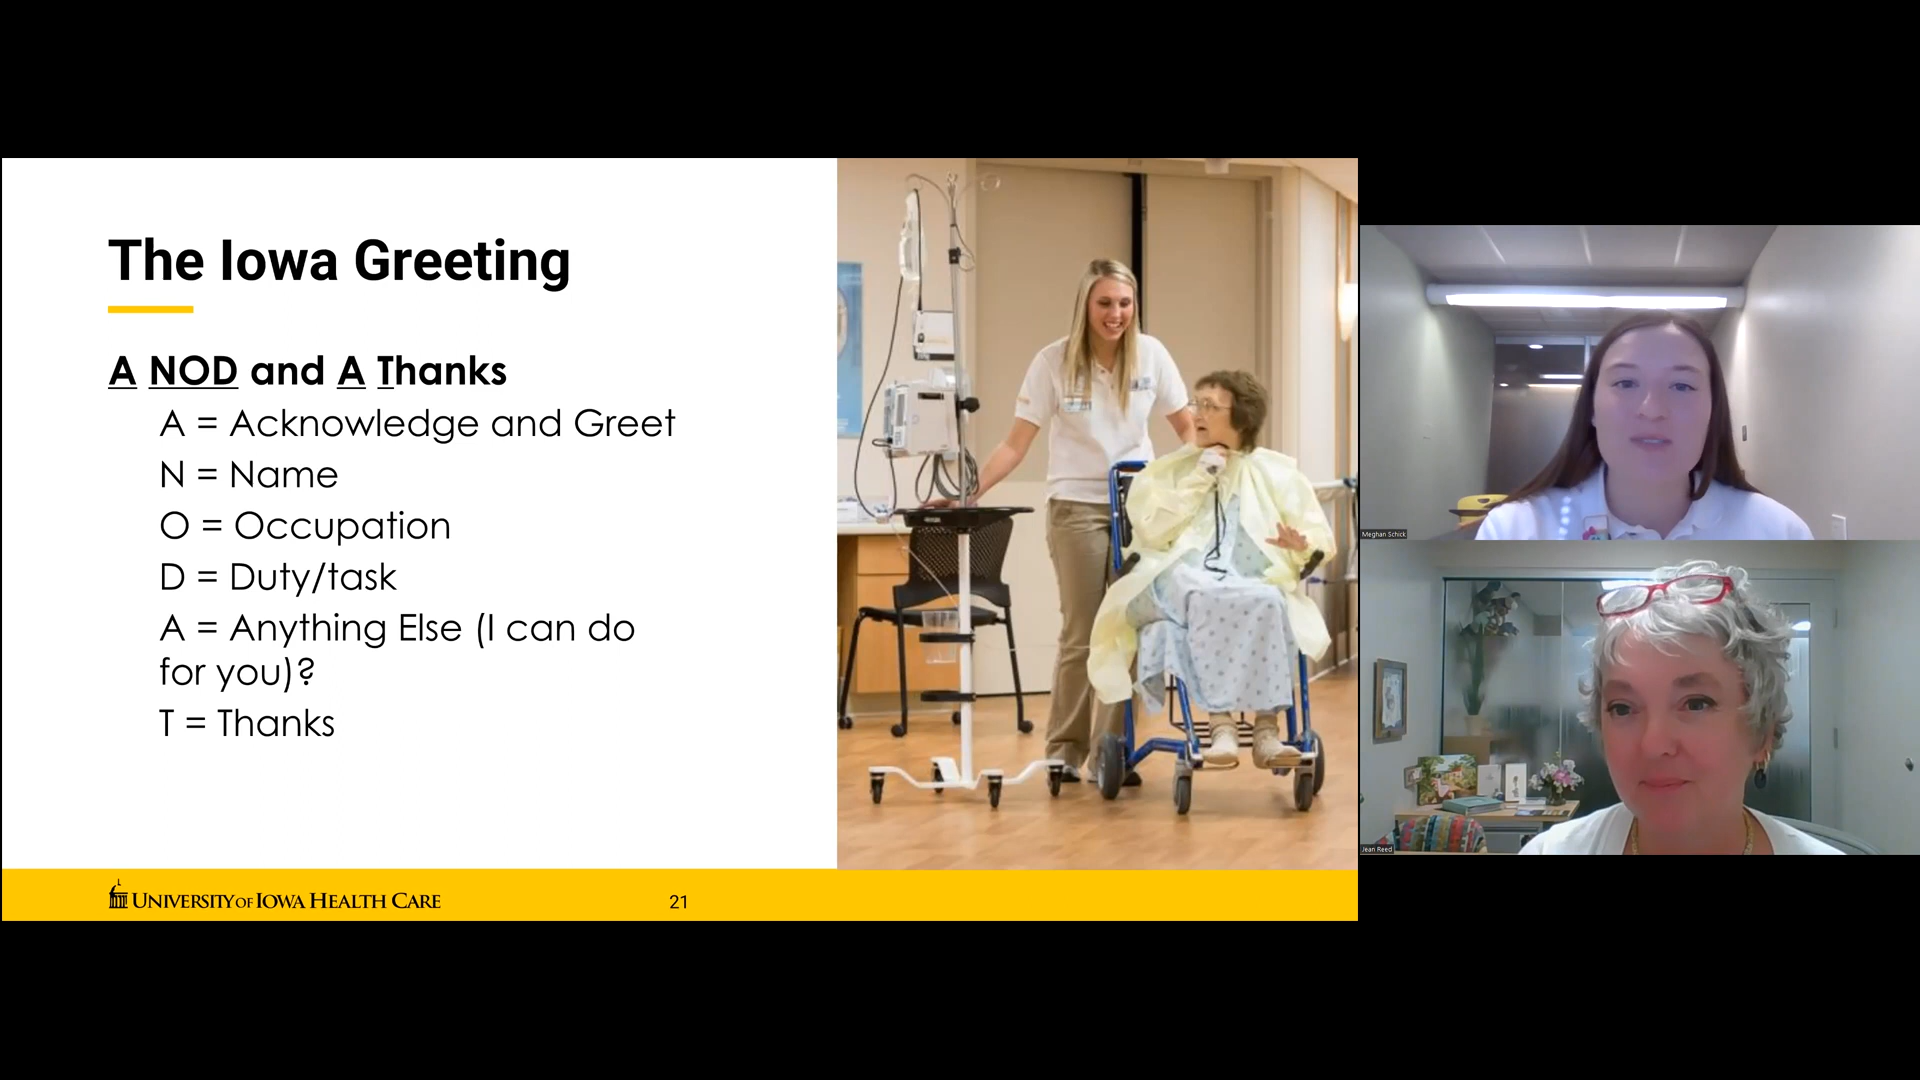 The Iowa Greeting
A NOD and A Thanks
A = Acknowledge and Greet
N = Name
O = Occupation
D = Duty/task
A = Anything Else (I can do
for you)?
T = Thanks
UNIVERSITY OF IOWA HEALTH CARE
21
Meghan Schick
Jean Reed